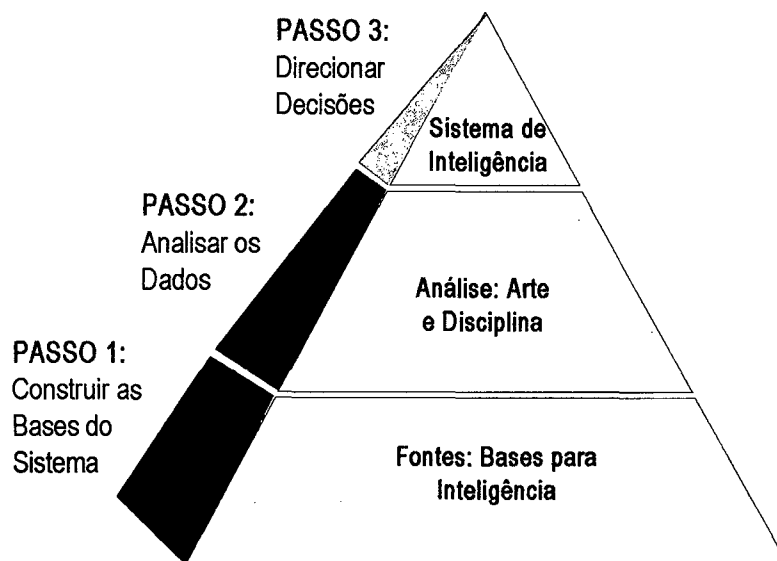 PASSO 3:
Direcionar
Decisões
Sistema de
Inteligência
PASSO 2:
Analisar os
Dados
Análise: Arte
e Disciplina
PASSO 1:
Construir as
Bases do
Sistema
Fontes: Bases para
Inteligência